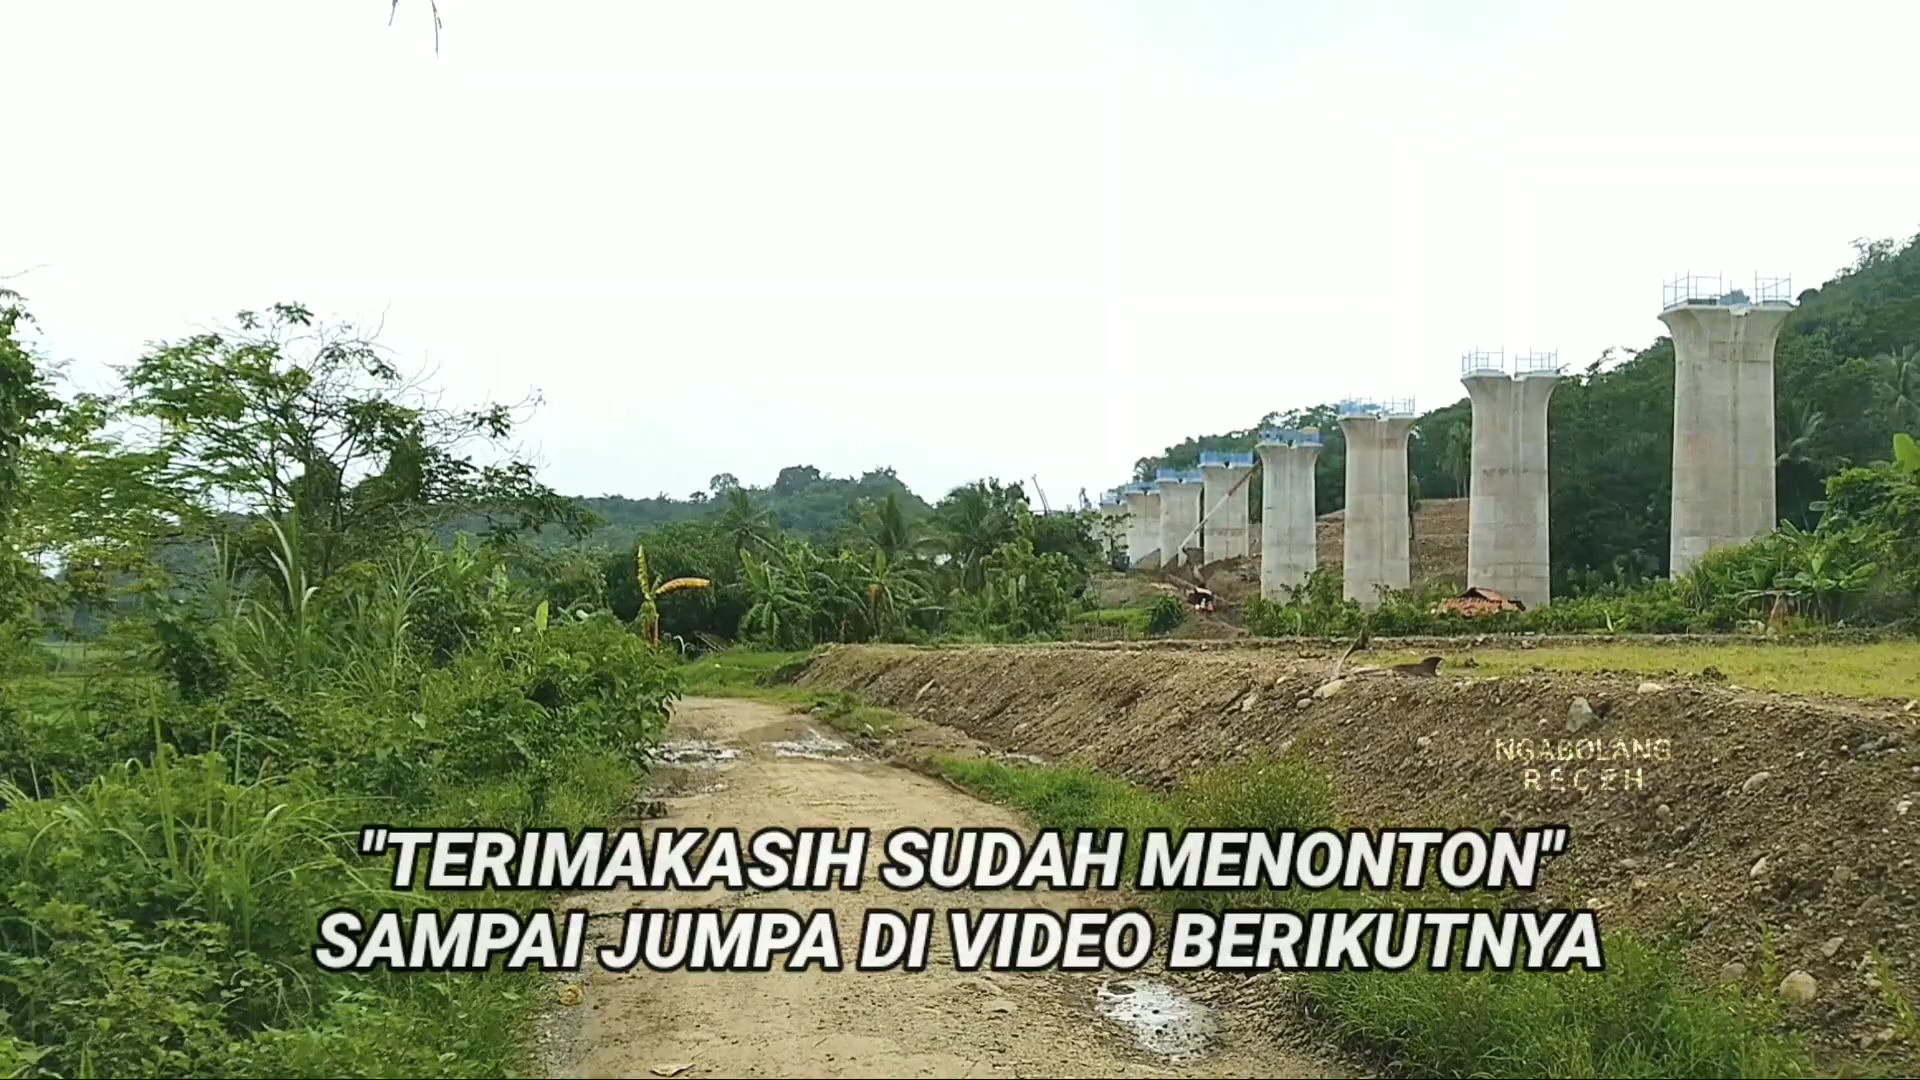 NGABOLANG
RECEH
"TERIMAKASIH SUDAH MENONTON"
SAMPAI JUMPA DI VIDEO BERIKUTNYA